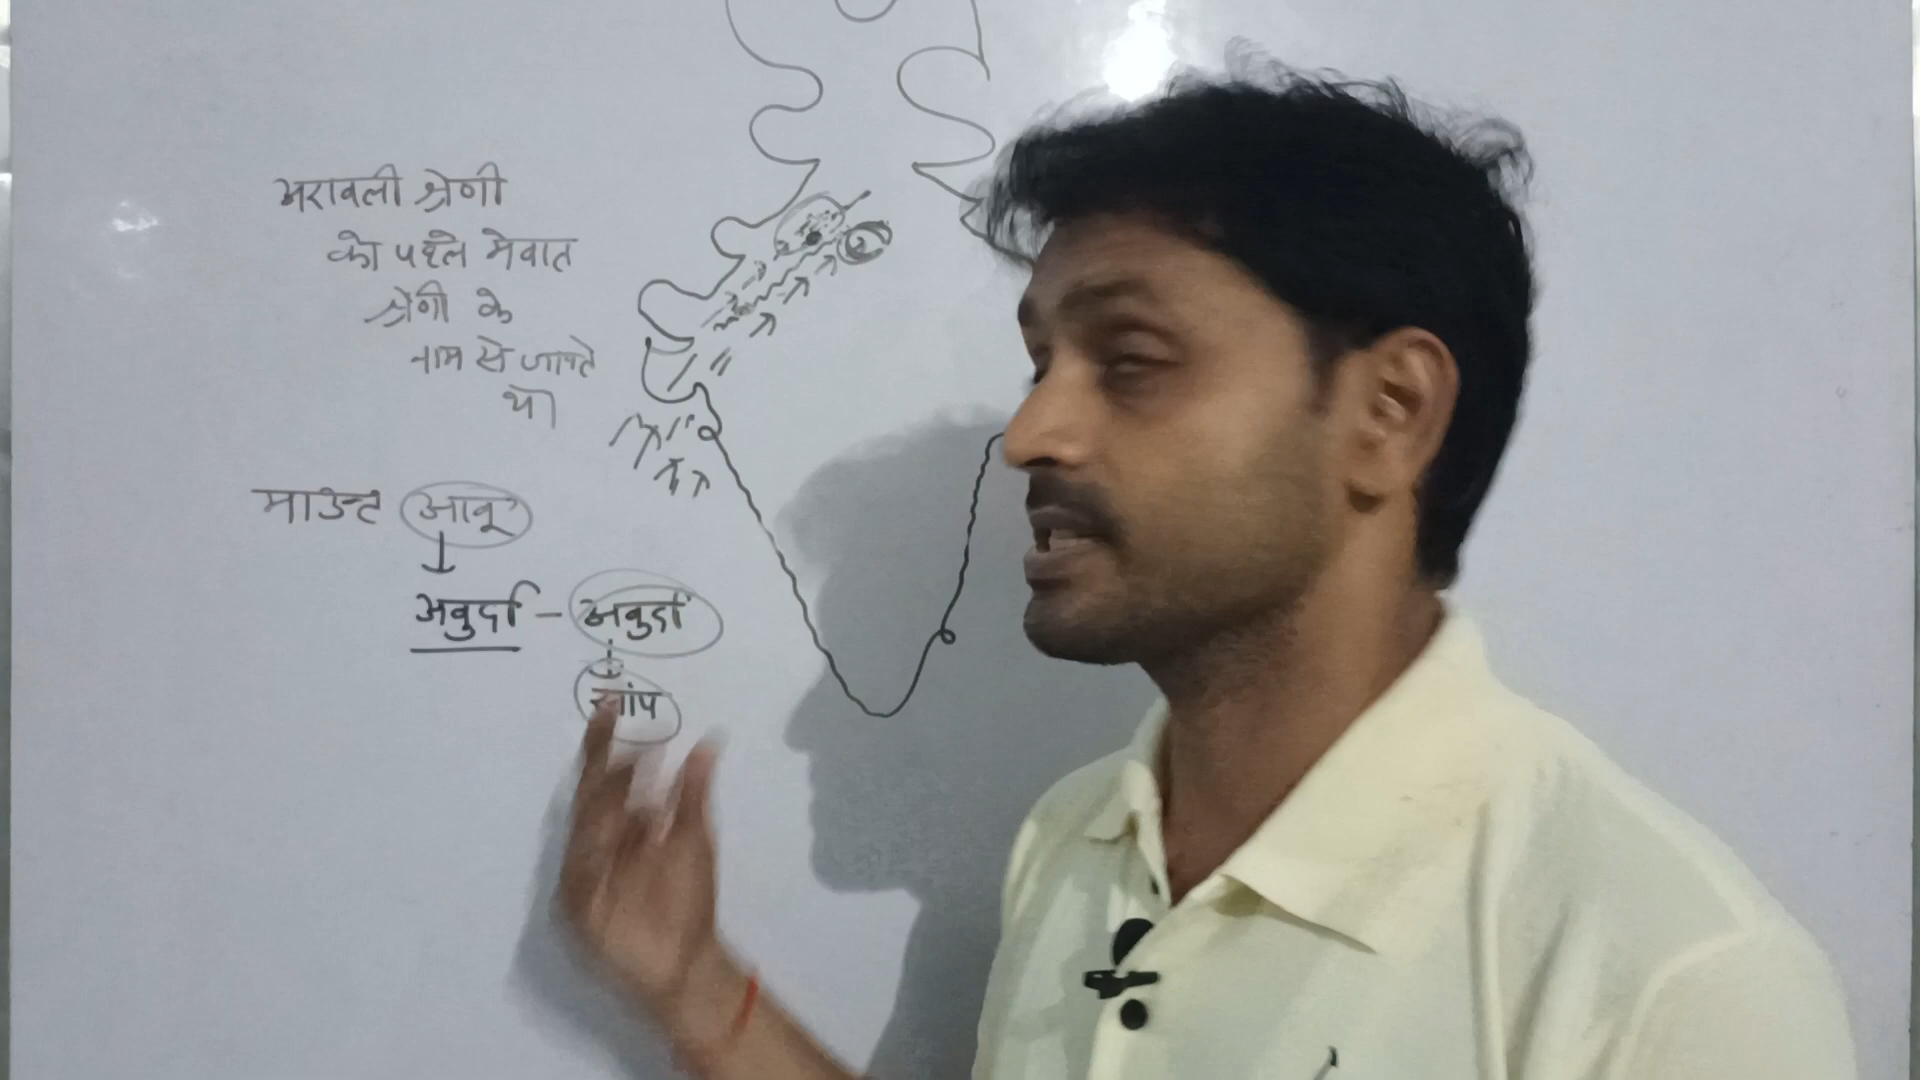 अरावली श्रेणी
को पहले मेवात
श्रेणी के
नाम से जानते
थे।
माउन्ट आबू
अबुर्दा - अबुर्दा
सांप